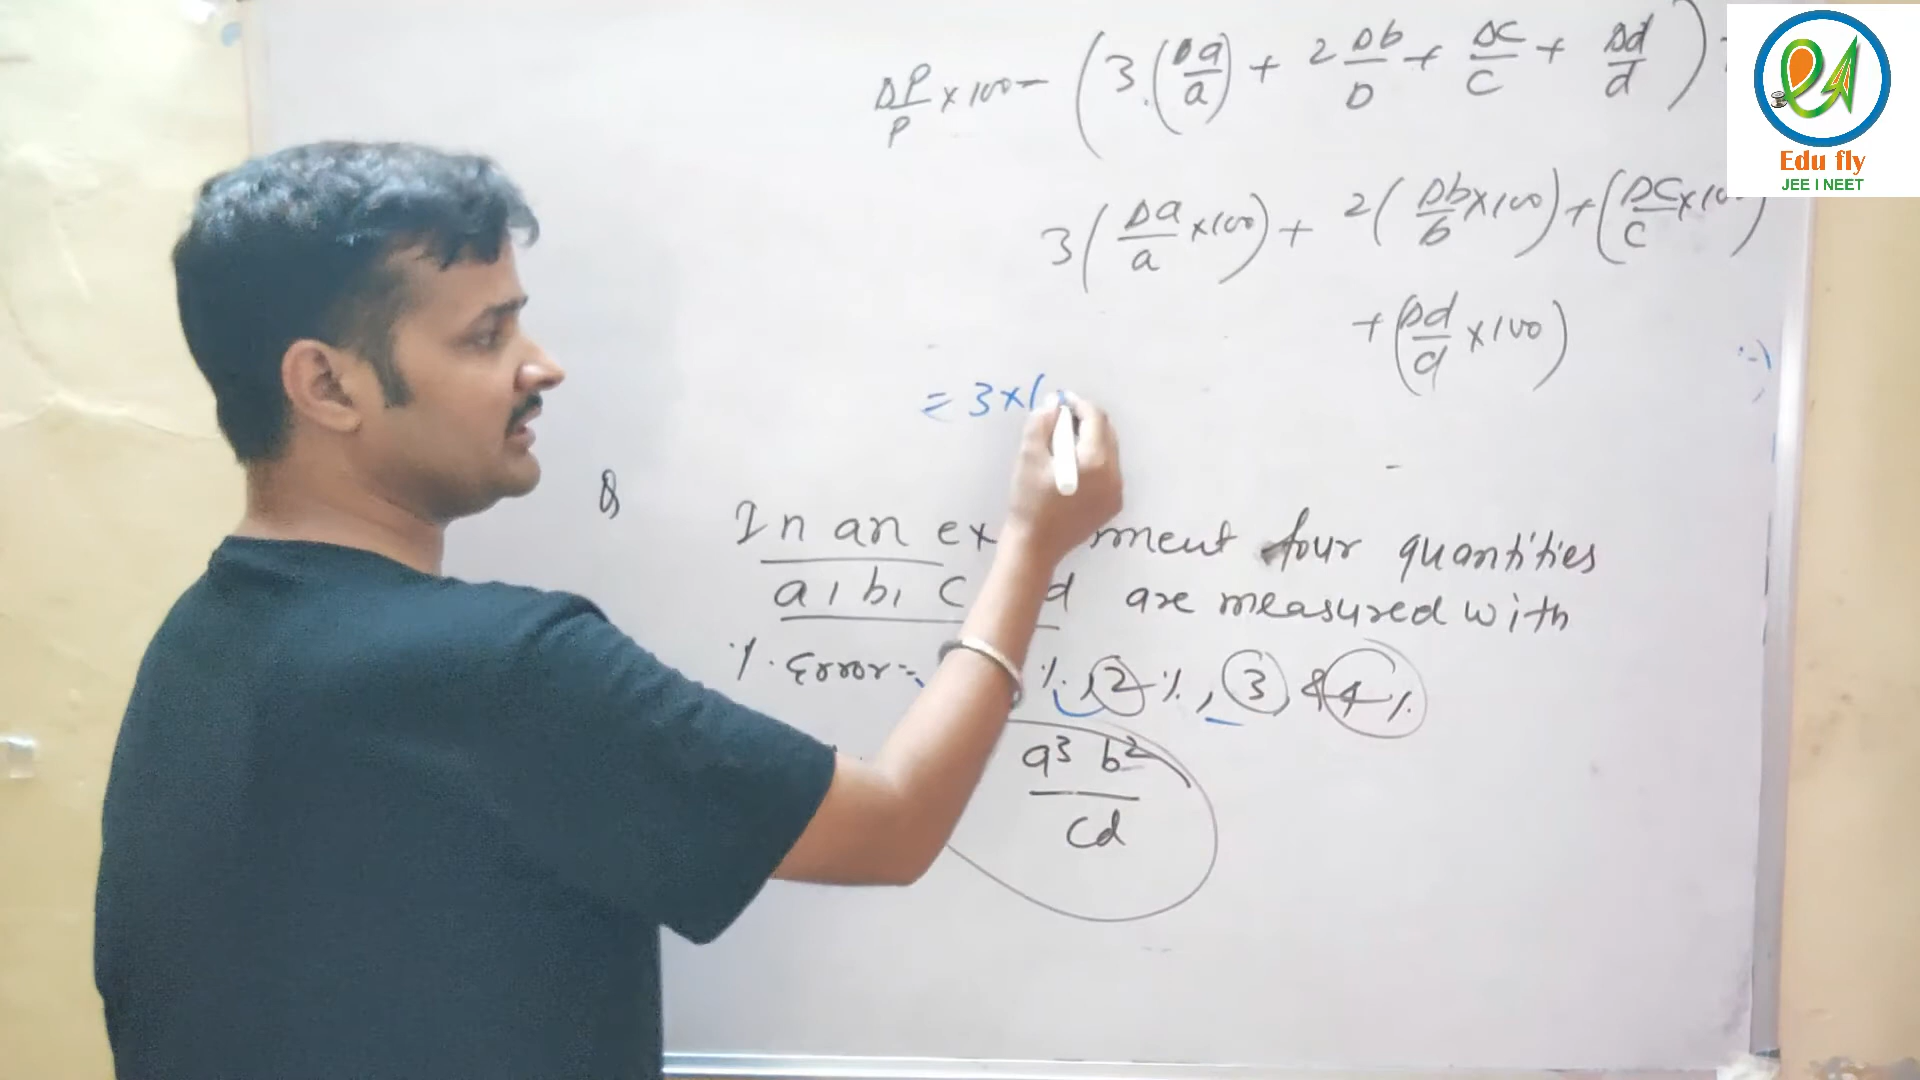 ΔP/P ×100 = (3.(Δa/a) + 2 Δb/b + Δc/c + Δd/d)
Edu fly
JEE I NEET
3(Δa/a ×100) + 2(Δb/b ×100) + (Δc/c ×100)
+ (Δd/d ×100)
= 3×(
Q
In an ex ment four quantities
a, b, c d are measured with
%. Error = %, 2 %, 3, & 4 %
a³ b²
cd